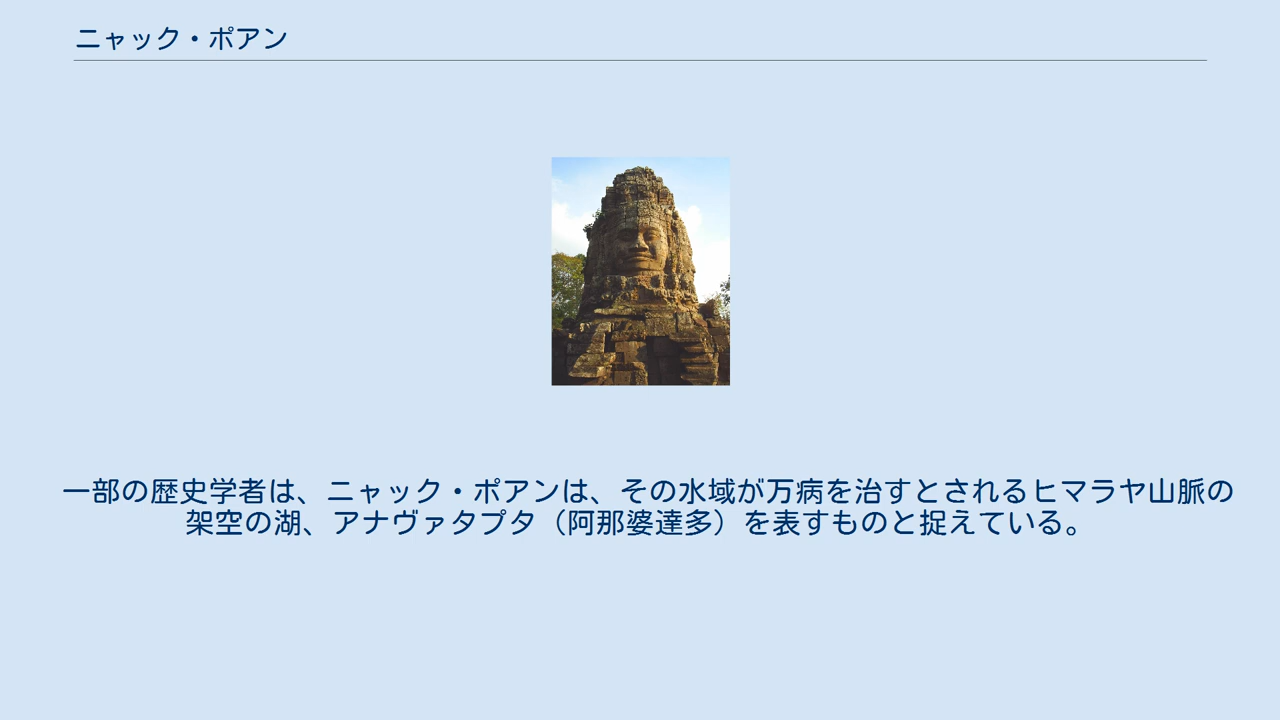 ニャック・ポアン
一部の歴史学者は、ニャック・ポアンは、その水域が万病を治すとされるヒマラヤ山脈の
架空の湖、アナヴァタプタ（阿那婆達多）を表すものと捉えている。